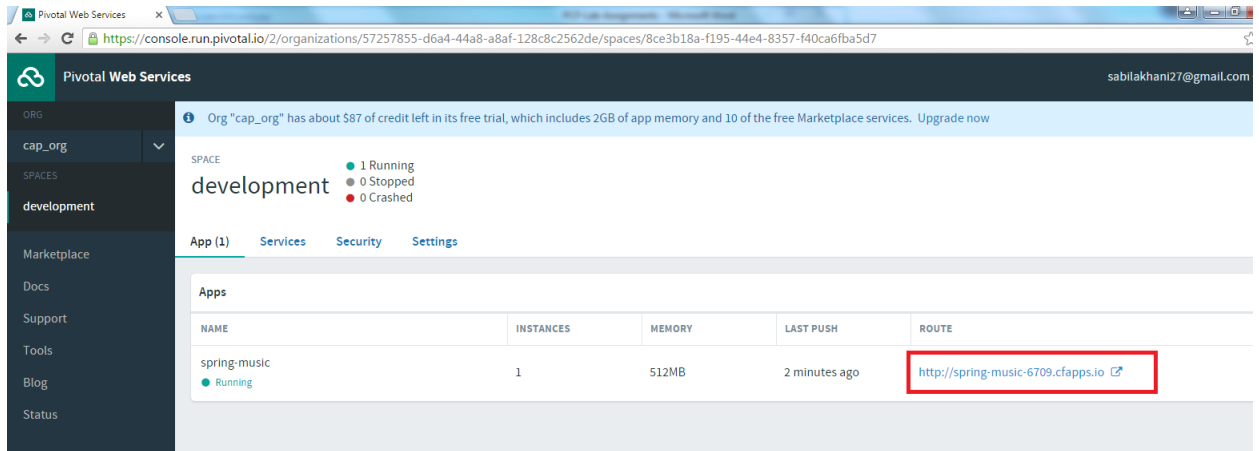 Pivotal Web Services
https://console.run.pivotal.io/2/organizations/57257855-d6a4-44a8-a8af-128c8c2562de/spaces/8ce3b18a-f195-44e4-8357-f40ca6fba5d7
Pivotal Web Services
sabilakhani27@gmail.com
ORG
cap_org
SPACES
development
Marketplace
Docs
Support
Tools
Blog
Status
Org "cap_org" has about $87 of credit left in its free trial, which includes 2GB of app memory and 10 of the free Marketplace services. Upgrade now
SPACE
development
1 Running
0 Stopped
0 Crashed
App (1) Services Security Settings
Apps
NAME INSTANCES MEMORY LAST PUSH ROUTE
spring-music 1 512MB 2 minutes ago http://spring-music-6709.cfapps.io
Running